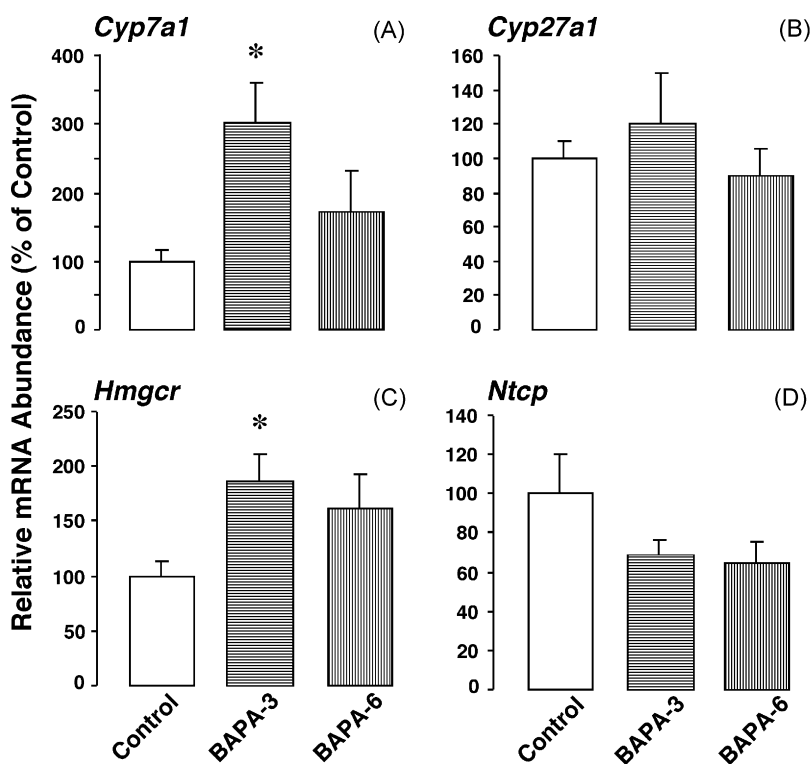 Cyp7a1 (A)
*
400
300
200
100
0
Cyp27a1 (B)
160
140
120
100
80
60
40
20
0
Relative mRNA Abundance (% of Control)
Hmgcr (C)
*
250
200
150
100
50
0
Control
BAPA-3
BAPA-6
Ntcp (D)
140
120
100
80
60
40
20
0
Control
BAPA-3
BAPA-6